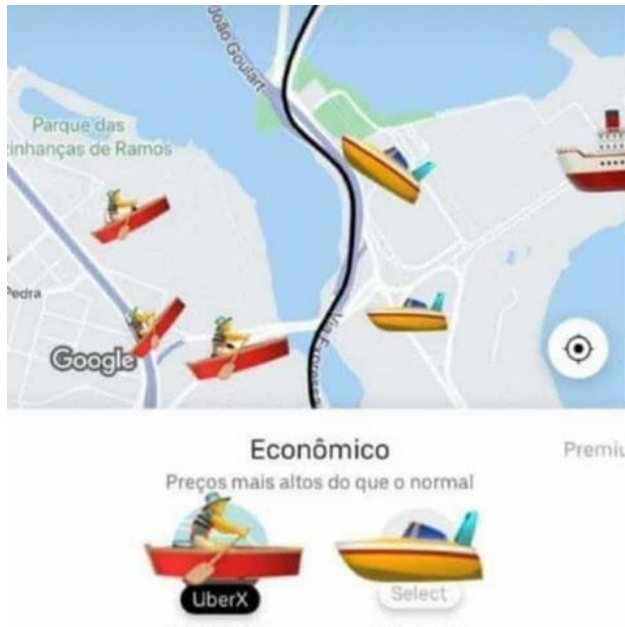 João Goulart
Parque das
inhanças de Ramos
Pedra
Google
Via Expressa
Econômico
Premiu
Preços mais altos do que o normal
UberX
Select